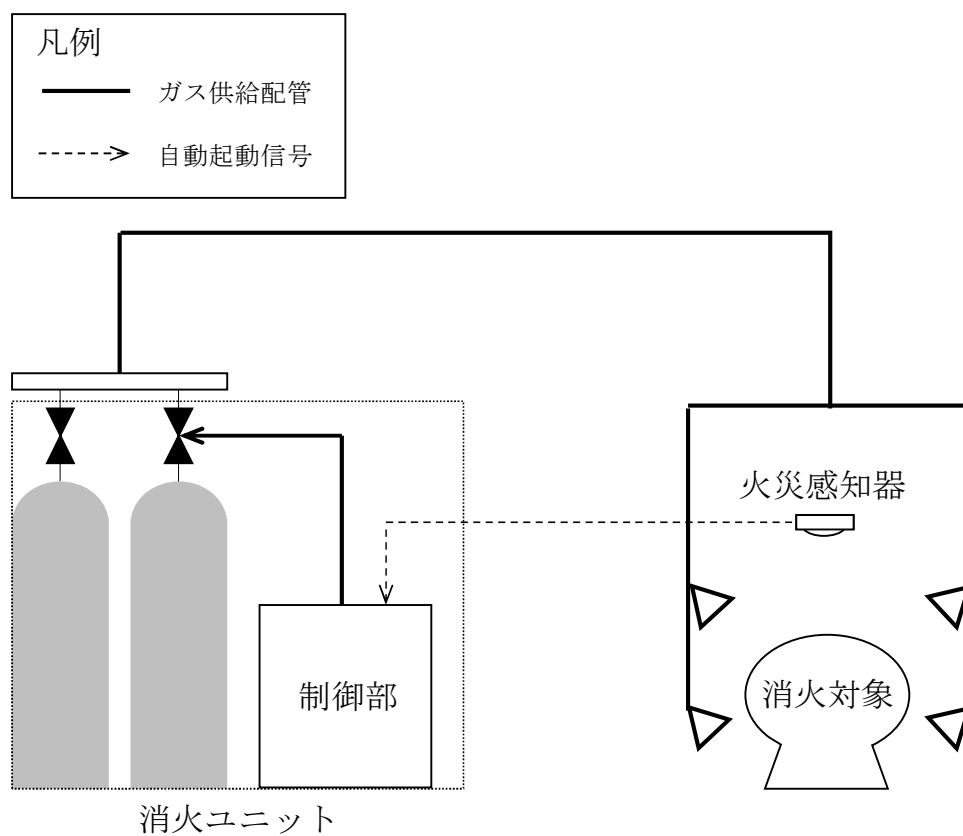 凡例
ガス供給配管
自動起動信号
火災感知器
制御部
消火対象
消火ユニット